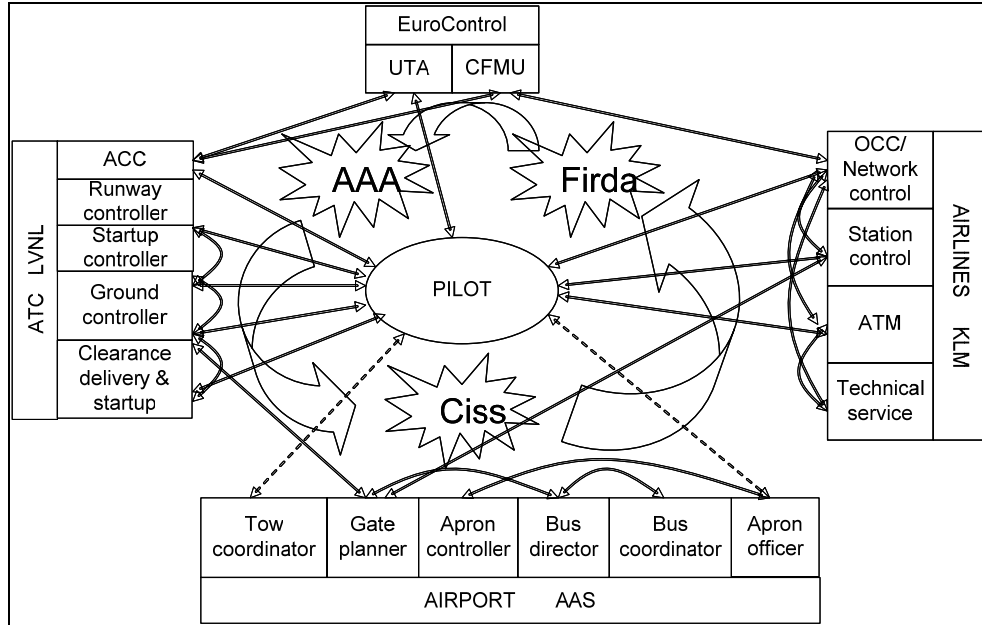 EuroControl
UTA
CFMU
ATC LVNL
ACC
Runway
controller
Startup
controller
Ground
controller
Clearance
delivery &
startup
AAA
Firda
PILOT
Ciss
OCC/
Network
control
Station
control
ATM
Technical
service
AIRLINES KLM
Tow
coordinator
Gate
planner
Apron
controller
Bus
director
Bus
coordinator
Apron
officer
AIRPORT AAS